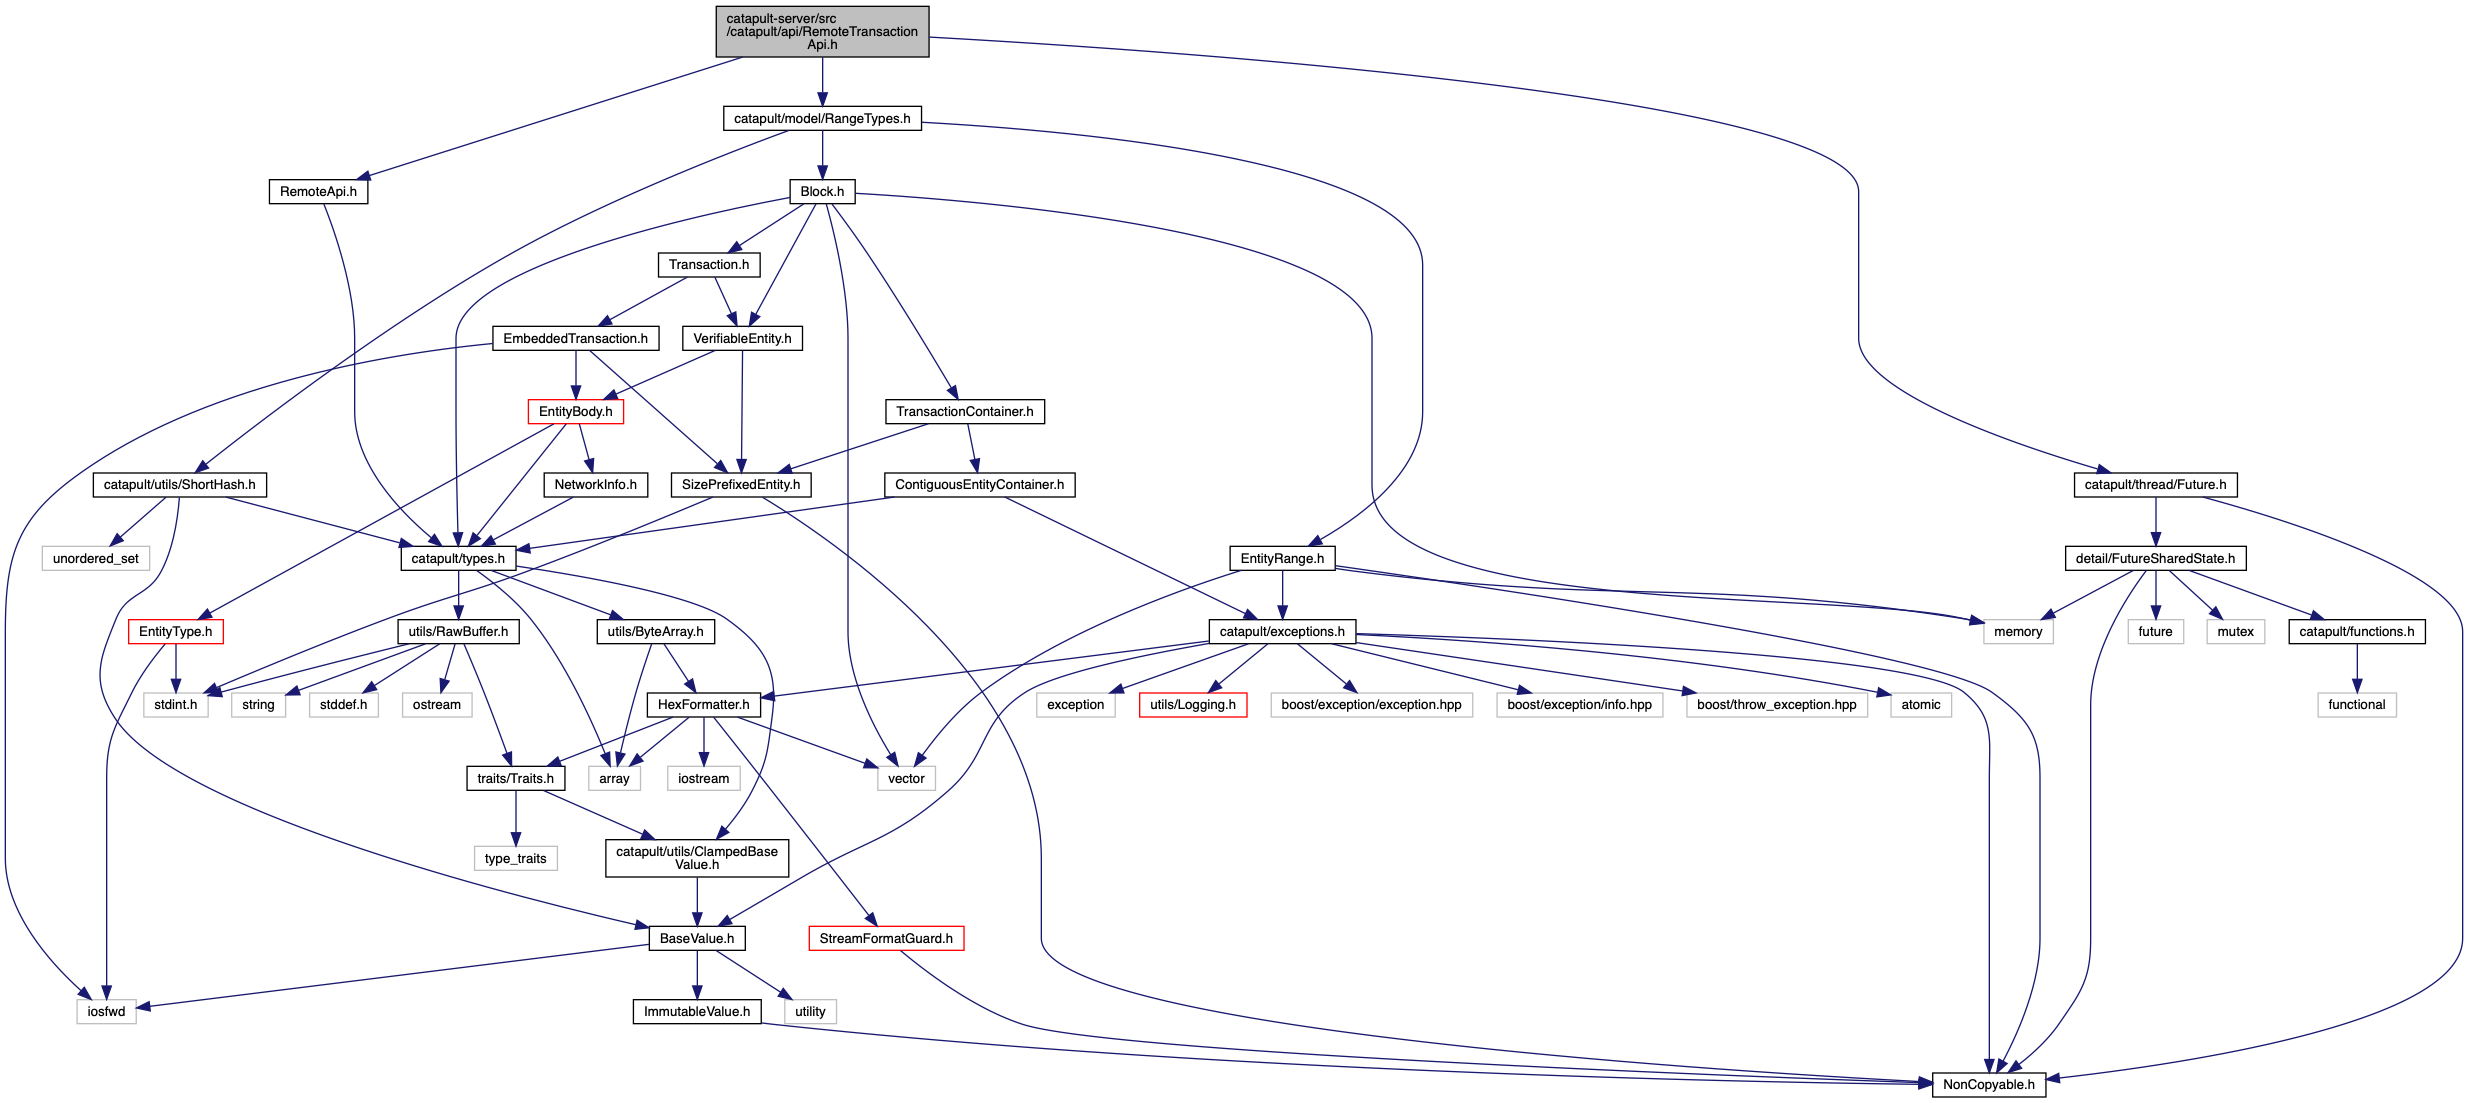 catapult-server/src
/catapult/api/RemoteTransaction
Api.h
catapult/model/RangeTypes.h
RemoteApi.h
Block.h
Transaction.h
EmbeddedTransaction.h
VerifiableEntity.h
EntityBody.h
TransactionContainer.h
catapult/utils/ShortHash.h
NetworkInfo.h
SizePrefixedEntity.h
ContiguousEntityContainer.h
catapult/thread/Future.h
unordered_set
catapult/types.h
EntityRange.h
detail/FutureSharedState.h
EntityType.h
utils/RawBuffer.h
utils/ByteArray.h
catapult/exceptions.h
memory
future
mutex
catapult/functions.h
stdint.h
string
stddef.h
ostream
HexFormatter.h
exception
utils/Logging.h
boost/exception/exception.hpp
boost/exception/info.hpp
boost/throw_exception.hpp
atomic
functional
traits/Traits.h
array
iostream
vector
type_traits
catapult/utils/ClampedBase
Value.h
BaseValue.h
StreamFormatGuard.h
iosfwd
ImmutableValue.h
utility
NonCopyable.h